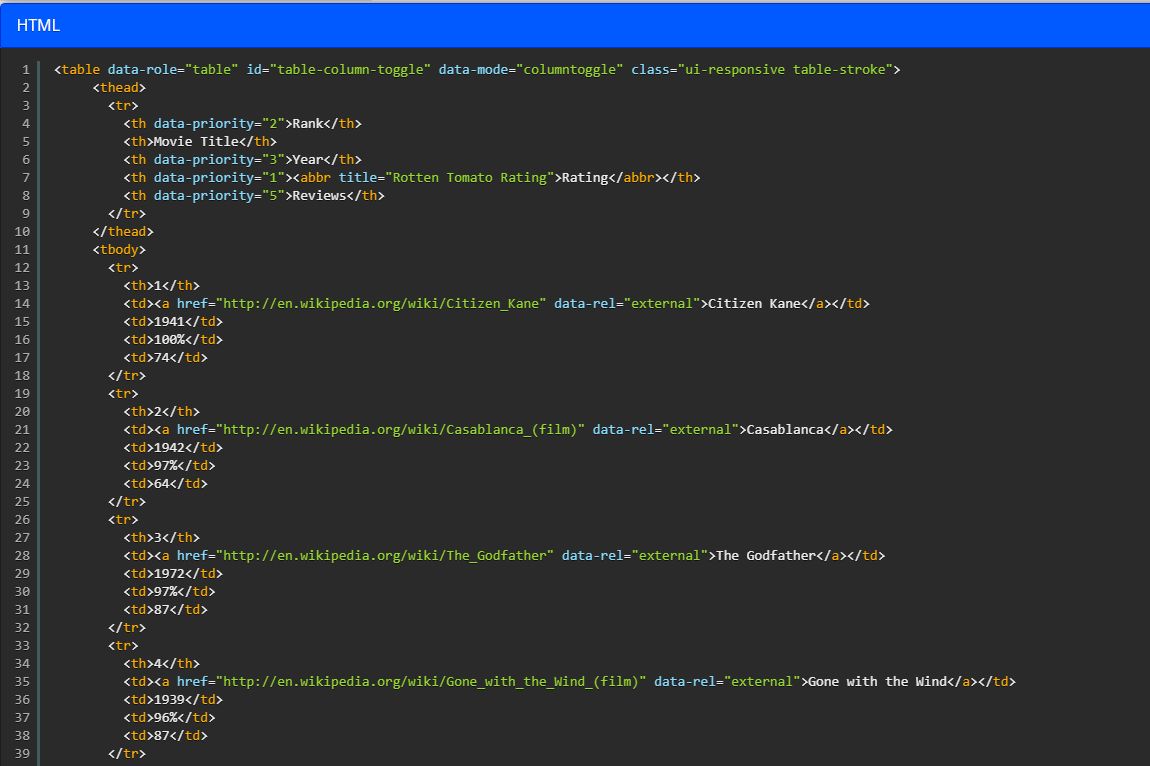 HTML
1 <table data-role="table" id="table-column-toggle" data-mode="columntoggle" class="ui-responsive table-stroke">
2 <thead>
3 <tr>
4 <th data-priority="2">Rank</th>
5 <th>Movie Title</th>
6 <th data-priority="3">Year</th>
7 <th data-priority="1"><abbr title="Rotten Tomato Rating">Rating</abbr></th>
8 <th data-priority="5">Reviews</th>
9 </tr>
10 </thead>
11 <tbody>
12 <tr>
13 <th>1</th>
14 <td><a href="http://en.wikipedia.org/wiki/Citizen_Kane" data-rel="external">Citizen Kane</a></td>
15 <td>1941</td>
16 <td>100%</td>
17 <td>74</td>
18 </tr>
19 <tr>
20 <th>2</th>
21 <td><a href="http://en.wikipedia.org/wiki/Casablanca_(film)" data-rel="external">Casablanca</a></td>
22 <td>1942</td>
23 <td>97%</td>
24 <td>64</td>
25 </tr>
26 <tr>
27 <th>3</th>
28 <td><a href="http://en.wikipedia.org/wiki/The_Godfather" data-rel="external">The Godfather</a></td>
29 <td>1972</td>
30 <td>97%</td>
31 <td>87</td>
32 </tr>
33 <tr>
34 <th>4</th>
35 <td><a href="http://en.wikipedia.org/wiki/Gone_with_the_Wind_(film)" data-rel="external">Gone with the Wind</a></td>
36 <td>1939</td>
37 <td>96%</td>
38 <td>87</td>
39 </tr>